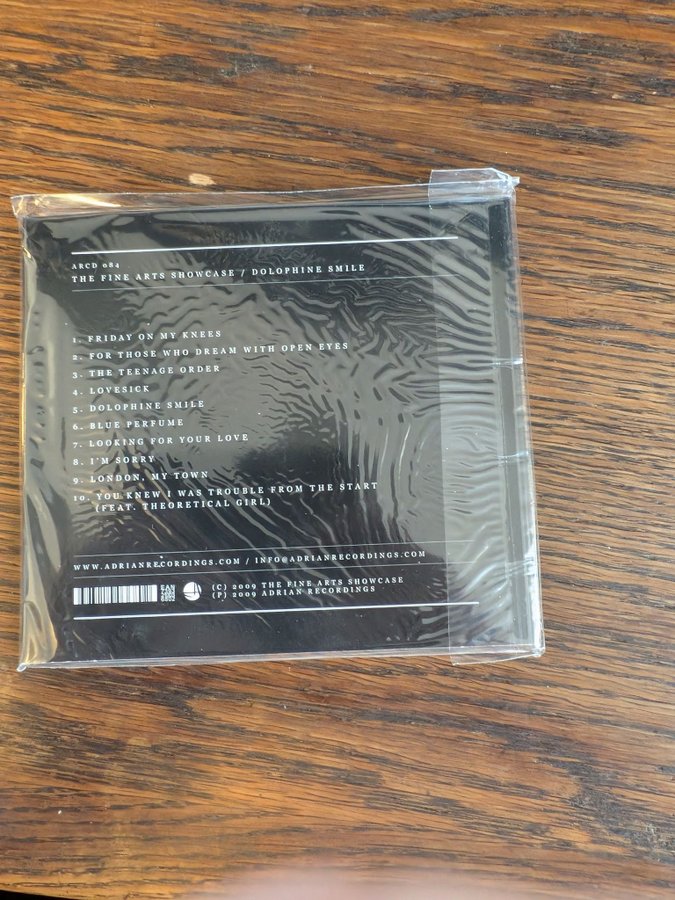 ARCD 084
THE FINE ARTS SHOWCASE / DOLOPHINE SMILE
1. FRIDAY ON MY KNEES
2. FOR THOSE WHO DREAM WITH OPEN EYES
3. THE TEENAGE ORDER
4. LOVESICK
5. DOLOPHINE SMILE
6. BLUE PERFUME
7. LOOKING FOR YOUR LOVE
8. I'M SORRY
9. LONDON, MY TOWN
10. YOU KNEW I WAS TROUBLE FROM THE START
(FEAT. THEORETICAL GIRL)
WWW.ADRIANRECORDINGS.COM / INFO@ADRIANRECORDINGS.COM
EAN
(C) 2009 THE FINE ARTS SHOWCASE
(P) 2009 ADRIAN RECORDINGS